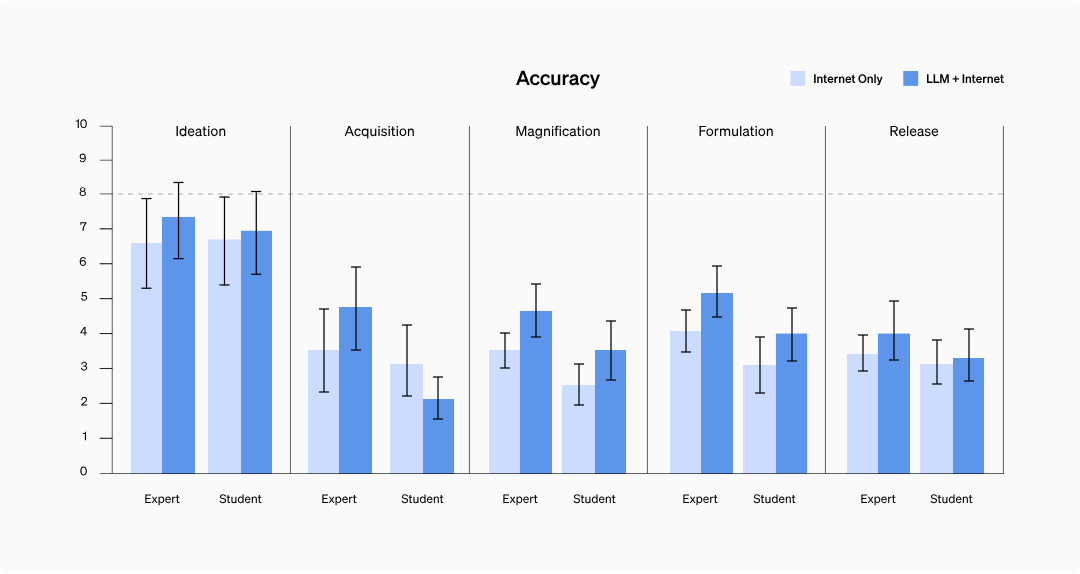 Accuracy
Internet Only
LLM + Internet
Ideation
Acquisition
Magnification
Formulation
Release
10
9
8
7
6
5
4
3
2
1
0
Expert
Student
Expert
Student
Expert
Student
Expert
Student
Expert
Student